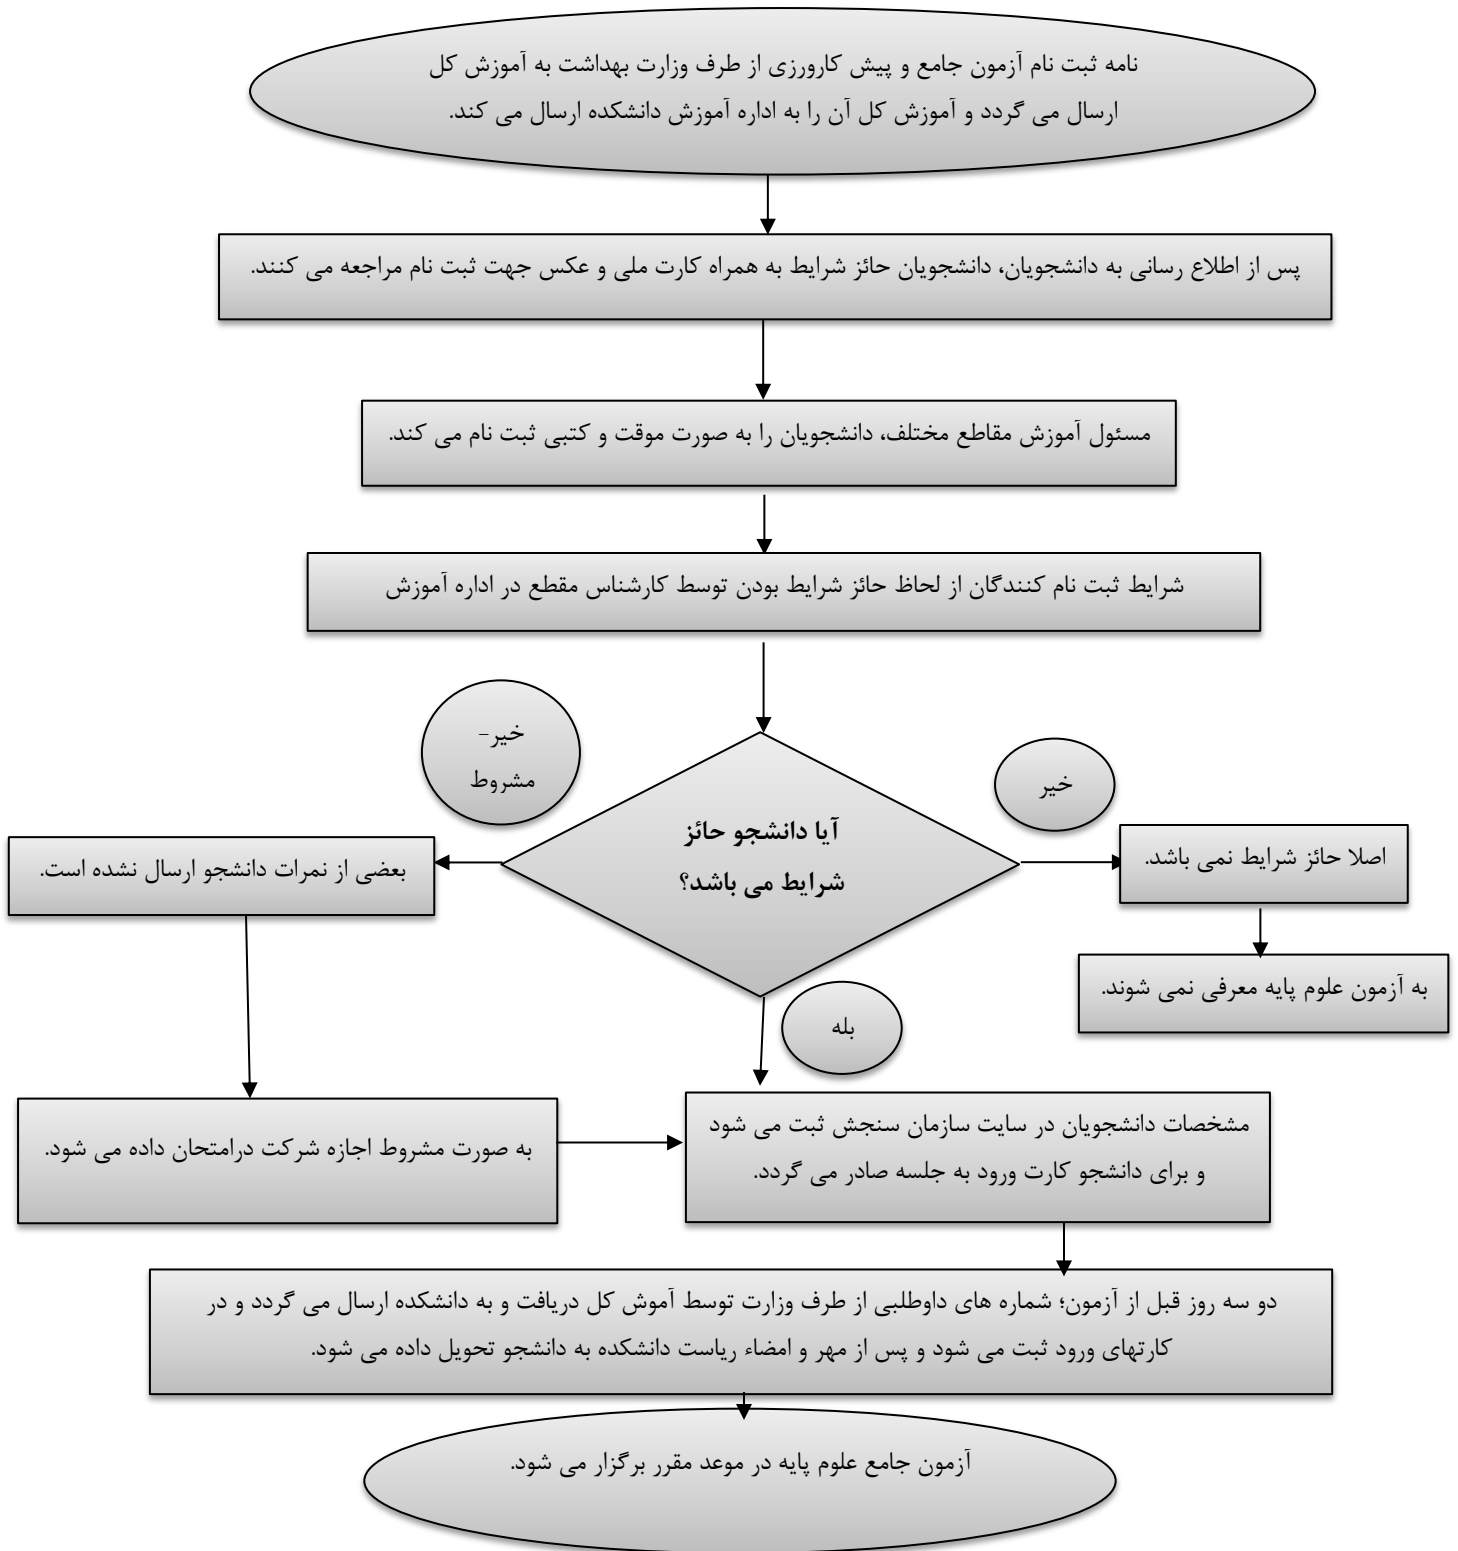 نامه ثبت نام آزمون جامع و پیش کارورزی از طرف وزارت بهداشت به آموزش کل
ارسال می گردد و آموزش کل آن را به اداره آموزش دانشکده ارسال می کند.
پس از اطلاع رسانی به دانشجویان، دانشجویان حائز شرایط به همراه کارت ملی و عکس جهت ثبت نام مراجعه می کنند.
مسئول آموزش مقاطع مختلف، دانشجویان را به صورت موقت و کتبی ثبت نام می کند.
شرایط ثبت نام کنندگان از لحاظ حائز شرایط بودن توسط کارشناس مقطع در اداره آموزش
خیر
خیر-
مشروط
آیا دانشجو حائز
شرایط می باشد؟
اصلا حائز شرایط نمی باشد.
بعضی از نمرات دانشجو ارسال نشده است.
به آزمون علوم پایه معرفی نمی شوند.
بله
مشخصات دانشجویان در سایت سازمان سنجش ثبت می شود
و برای دانشجو کارت ورود به جلسه صادر می گردد.
به صورت مشروط اجازه شرکت درامتحان داده می شود.
دو سه روز قبل از آزمون؛ شماره های داوطلبی از طرف وزارت توسط آموش کل دریافت و به دانشکده ارسال می گردد و در
کارتهای ورود ثبت می شود و پس از مهر و امضاء ریاست دانشکده به دانشجو تحویل داده می شود.
آزمون جامع علوم پایه در موعد مقرر برگزار می شود.